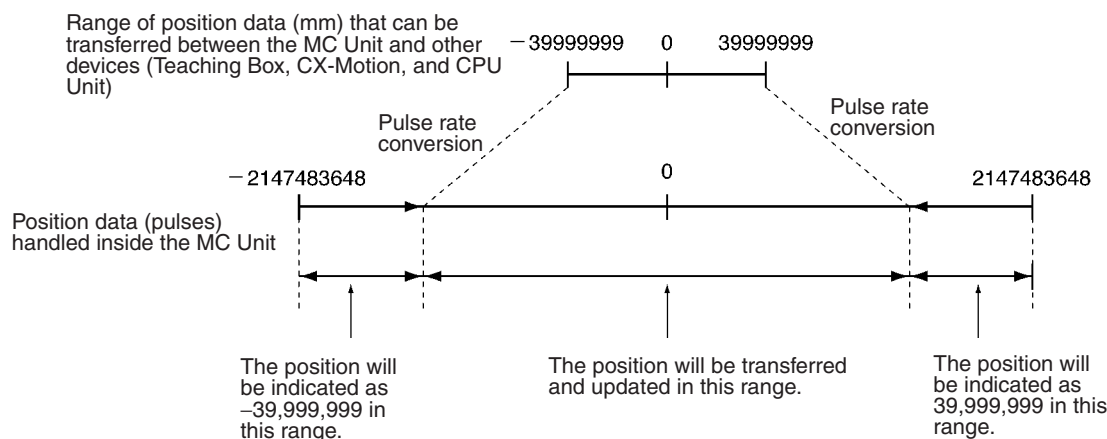 Range of position data (mm) that can be
transferred between the MC Unit and other
devices (Teaching Box, CX-Motion, and CPU
Unit)
−39999999 0 39999999
Pulse rate
conversion
Pulse rate
conversion
−2147483648 0 2147483648
Position data (pulses)
handled inside the MC Unit
The position will
be indicated as
–39,999,999 in
this range.
The position will be transferred
and updated in this range.
The position will
be indicated as
39,999,999 in this
range.